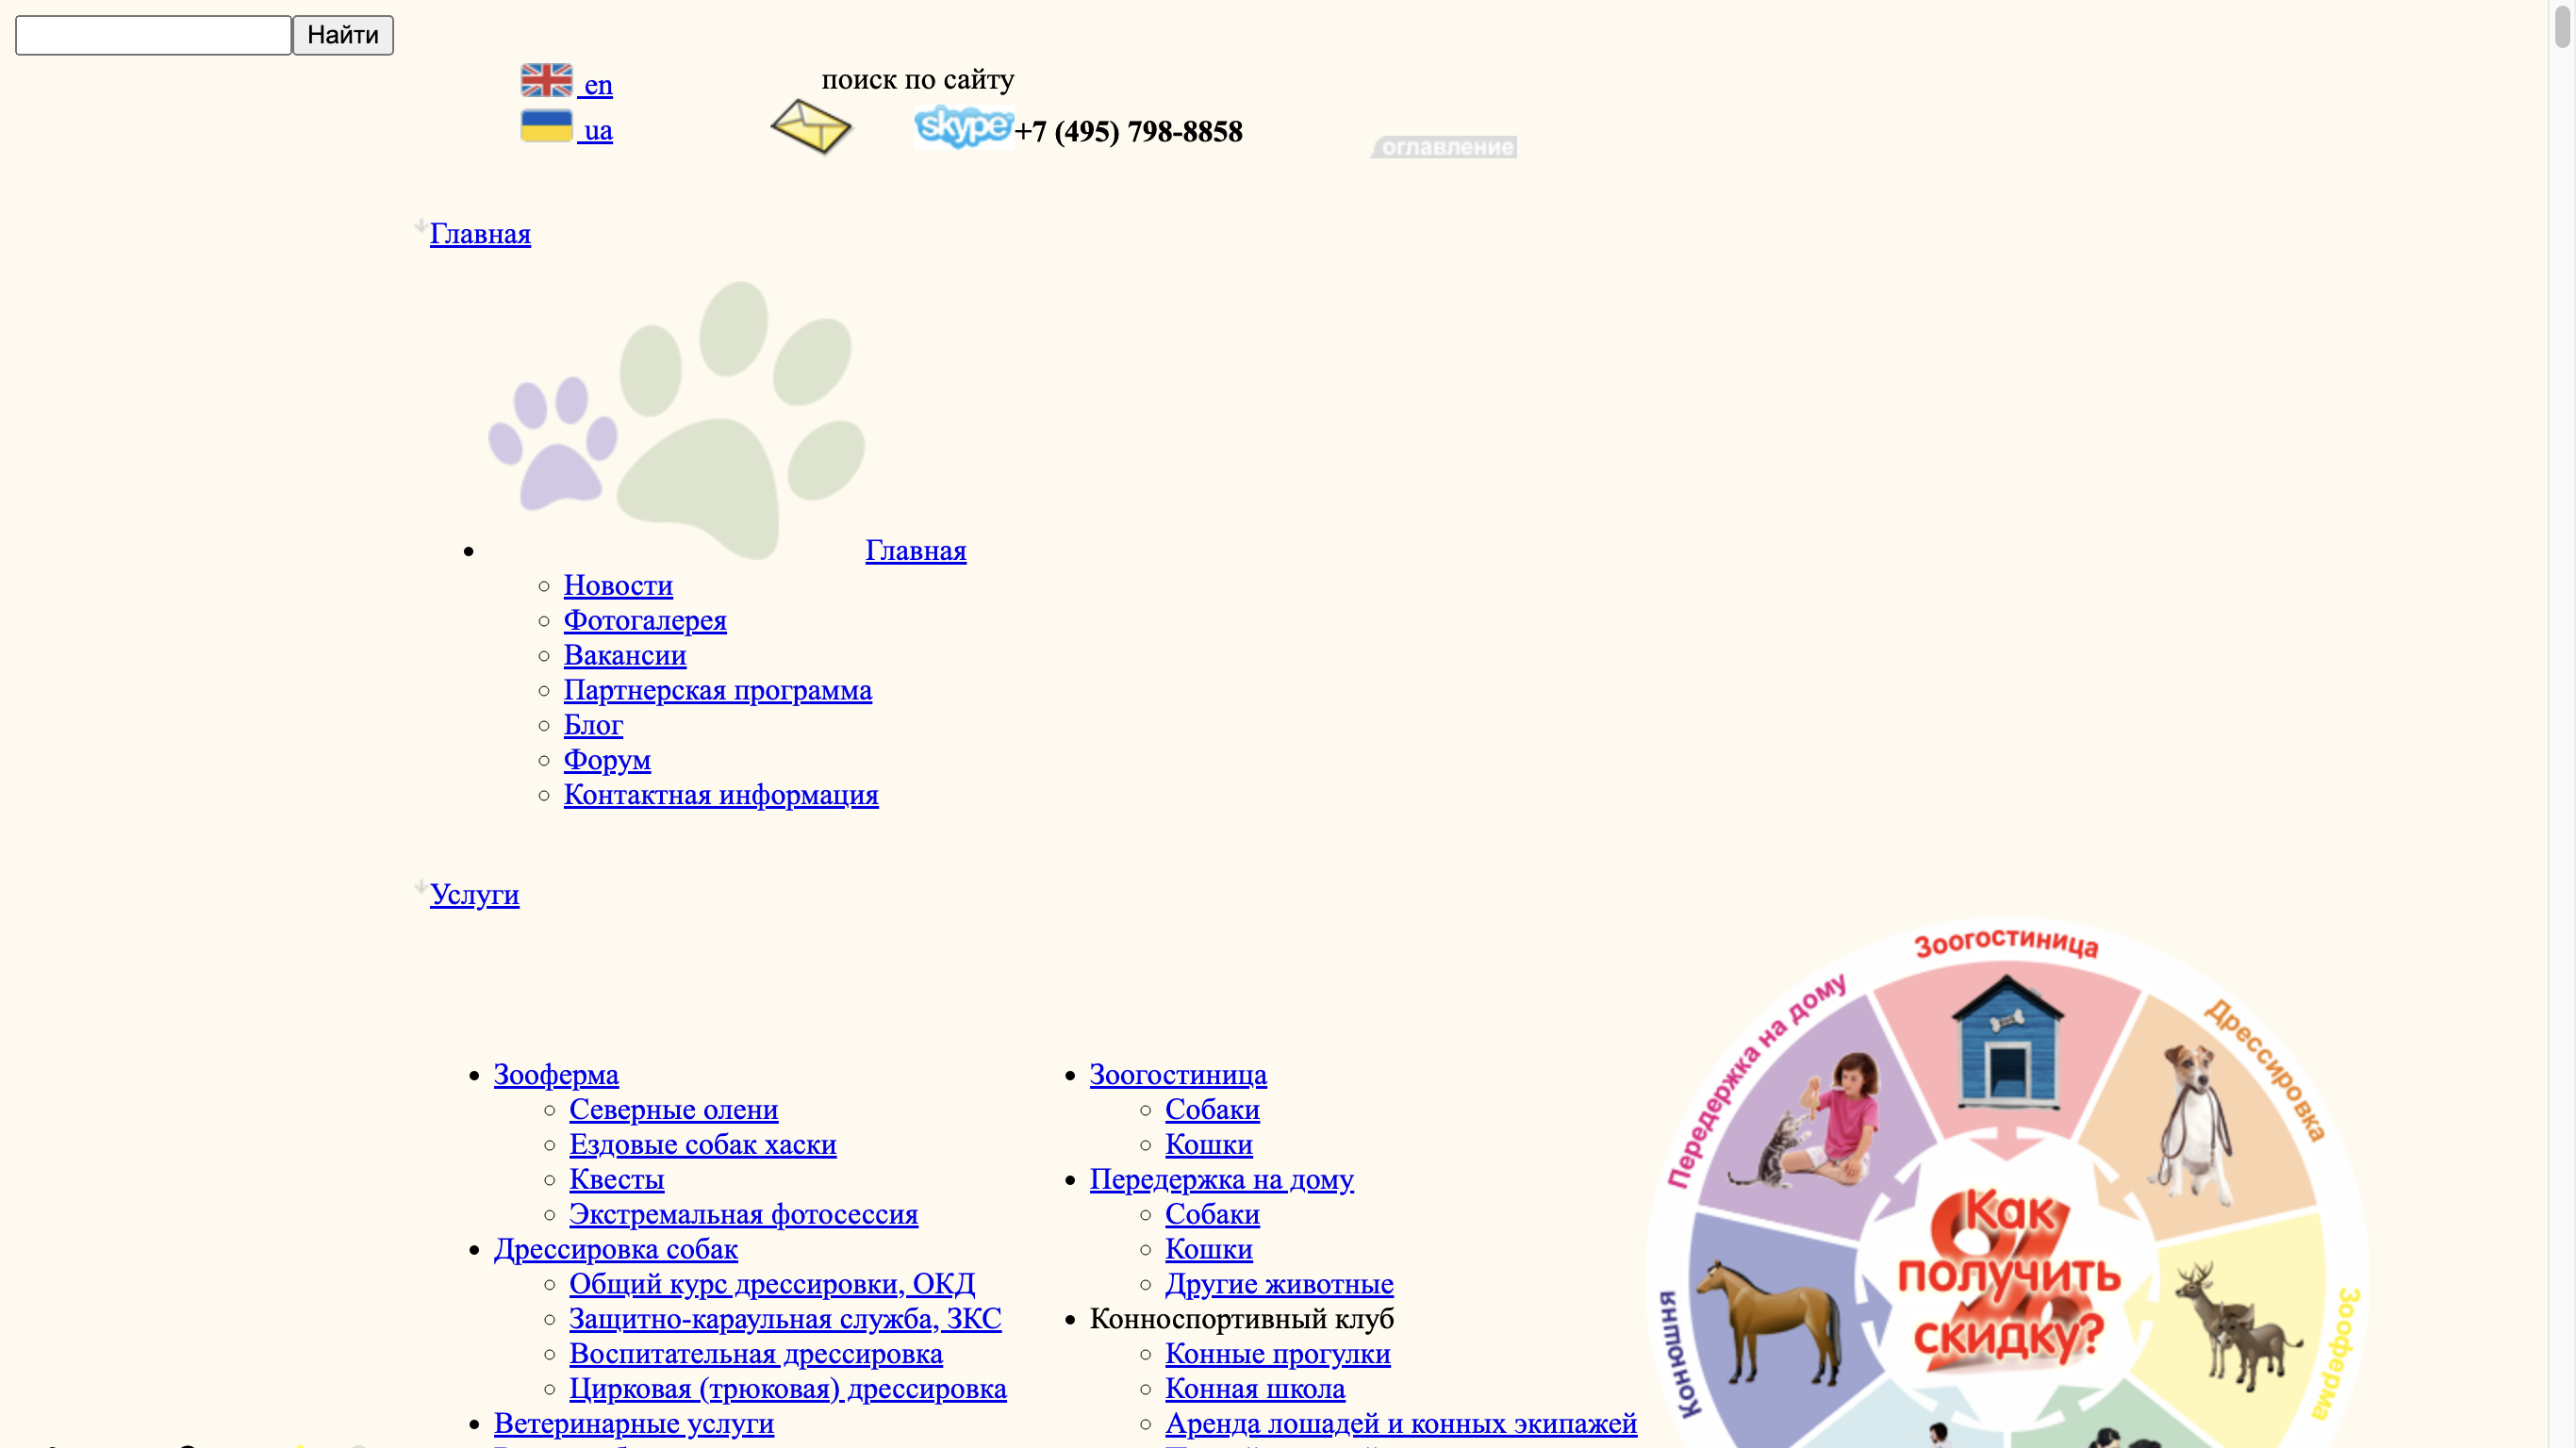 Найти
en
поиск по сайту
ua
skype +7 (495) 798-8858
оглавление
Главная
Главная
Новости
Фотогалерея
Вакансии
Партнерская программа
Блог
Форум
Контактная информация
Услуги
Зооферма
Северные олени
Ездовые собак хаски
Квесты
Экстремальная фотосессия
Дрессировка собак
Общий курс дрессировки, ОКД
Защитно-караульная служба, ЗКС
Воспитательная дрессировка
Цирковая (трюковая) дрессировка
Ветеринарные услуги
Зоогостиница
Собаки
Кошки
Передержка на дому
Собаки
Кошки
Другие животные
Конноспортивный клуб
Конные прогулки
Конная школа
Аренда лошадей и конных экипажей
Зоогостиница
Передержка на дому
Дрессировка
Конюшня
Зооферма
Как
получить
скидку?